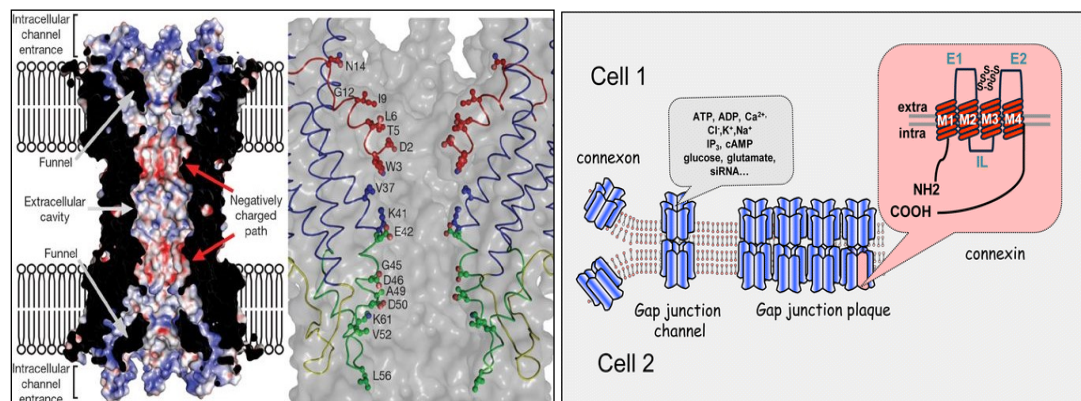 Intracellular
channel
entrance
Funnel
Extracellular
cavity
Funnel
Intracellular
channel
entrance
Negatively
charged
path
N14
G12
I9
L6
T5
D2
W3
V37
K41
E42
G45
D46
A49
D50
K61
V52
L56
Cell 1
connexon
ATP, ADP, Ca2+,
Cl-,K+,Na+
IP3, cAMP
glucose, glutamate,
siRNA...
Gap junction
channel
Gap junction plaque
Cell 2
E1
E2
S-S
S-S
S-S
extra
intra
M1
M2
M3
M4
IL
NH2
COOH
connexin